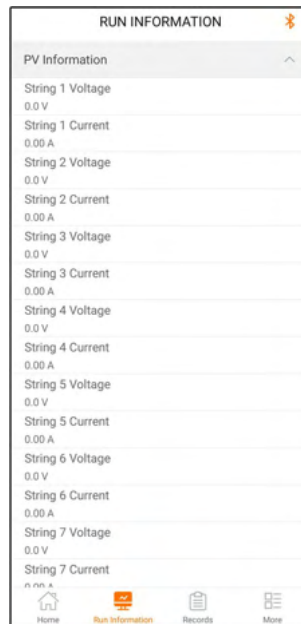 RUN INFORMATION
PV Information
String 1 Voltage
0.0 V
String 1 Current
0.00 A
String 2 Voltage
0.0 V
String 2 Current
0.00 A
String 3 Voltage
0.0 V
String 3 Current
0.00 A
String 4 Voltage
0.0 V
String 4 Current
0.00 A
String 5 Voltage
0.0 V
String 5 Current
0.00 A
String 6 Voltage
0.0 V
String 6 Current
0.00 A
String 7 Voltage
0.0 V
String 7 Current
0.00 A
Home Run Information Records More